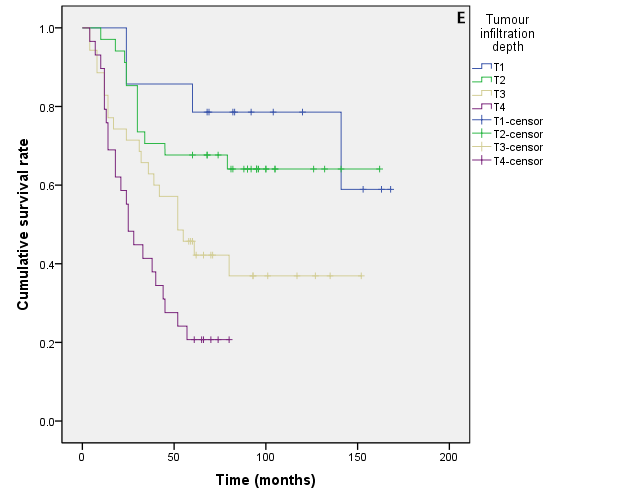 E
Tumour
infiltration
depth
T1
T2
T3
T4
T1-censor
T2-censor
T3-censor
T4-censor
Cumulative survival rate
1.0
0.8
0.6
0.4
0.2
0.0
0 50 100 150 200
Time (months)